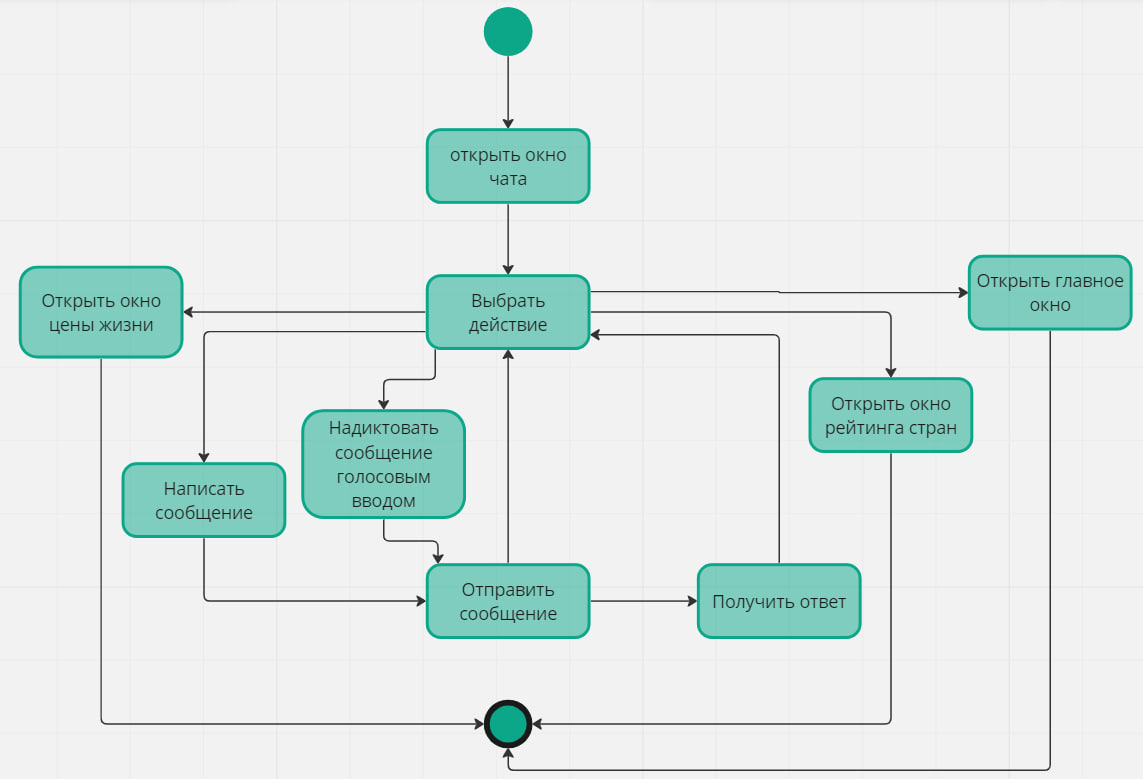 открыть окно
чата
Выбрать
действие
Открыть окно
цены жизни
Открыть главное
окно
Открыть окно
рейтинга стран
Надиктовать
сообщение
голосовым
вводом
Написать
сообщение
Отправить
сообщение
Получить ответ